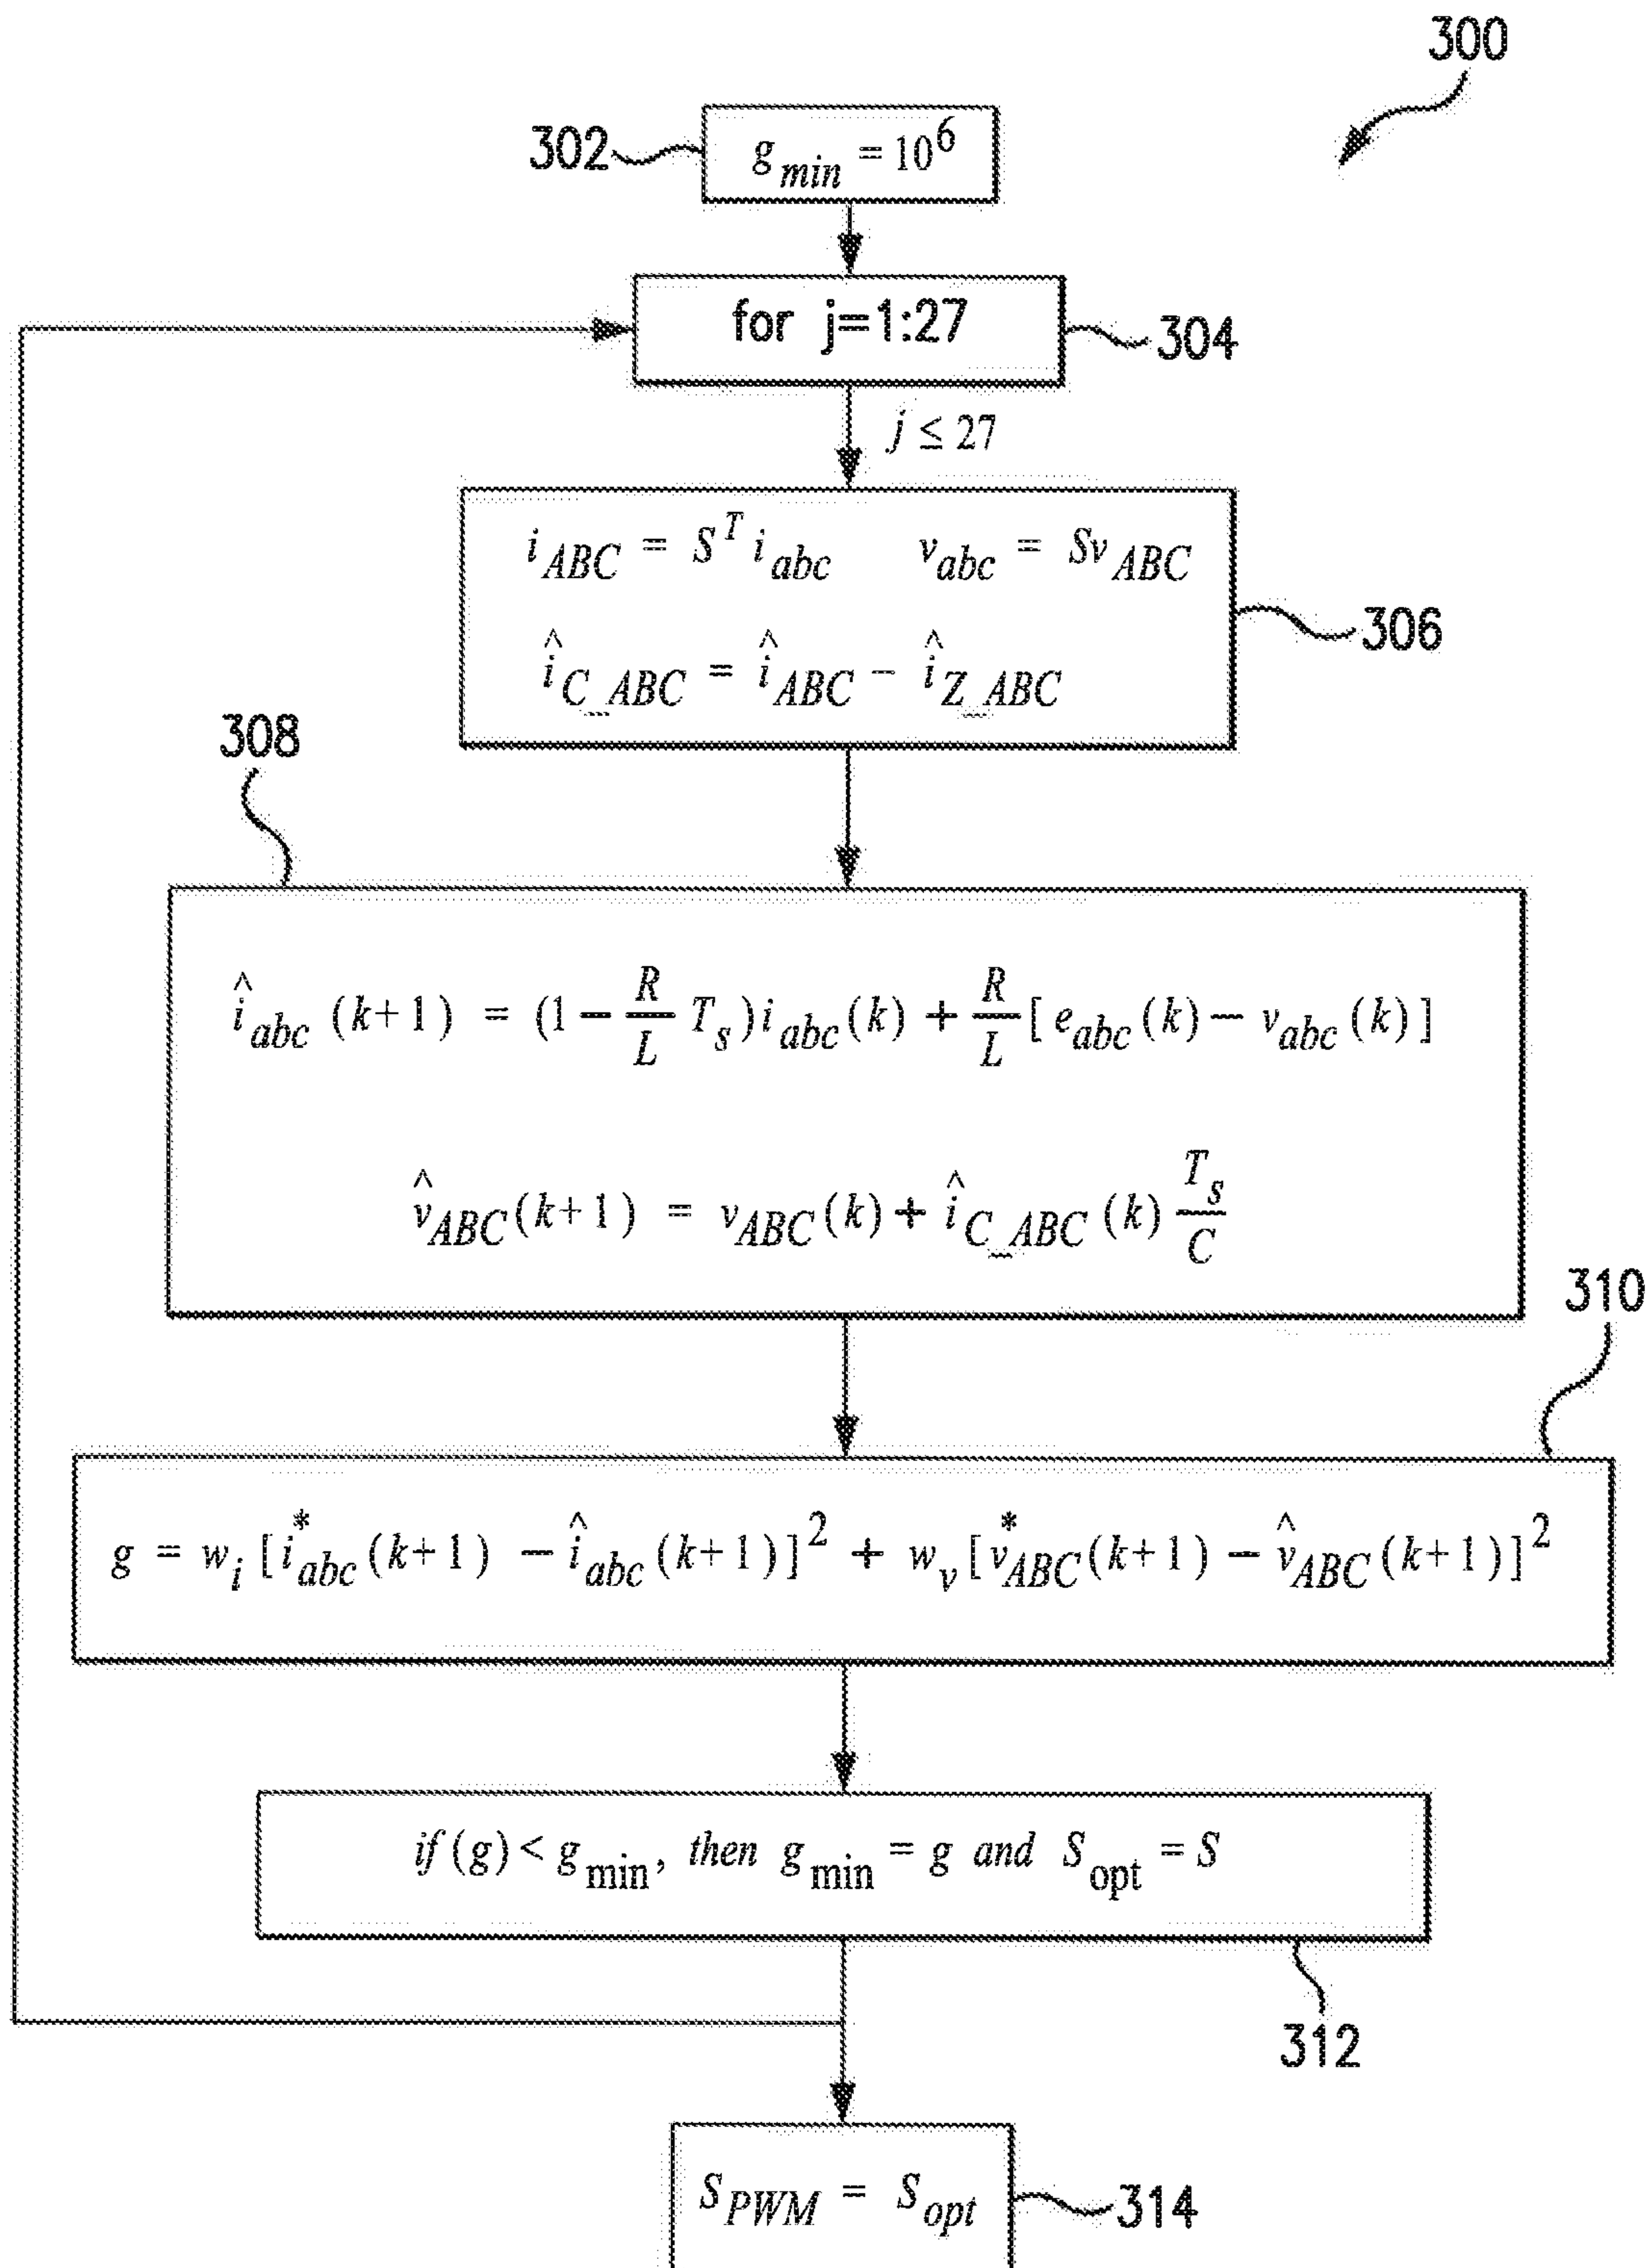 300
302
g_min = 10^6
for j=1:27
304
j ≤ 27
i_ABC = S^T i_abc v_abc = Sv_ABC
î_C_ABC = î_ABC − î_Z_ABC
306
308
î_abc (k+1) = (1 − R/L T_s) i_abc(k) + R/L [e_abc(k) − v_abc(k)]
v̂_ABC(k+1) = v_ABC(k) + î_C_ABC(k) T_s/C
310
g = w_i [i*_abc(k+1) − î_abc(k+1)]^2 + w_v [v*_ABC(k+1) − v̂_ABC(k+1)]^2
if (g) < g_min, then g_min = g and S_opt = S
312
S_PWM = S_opt
314